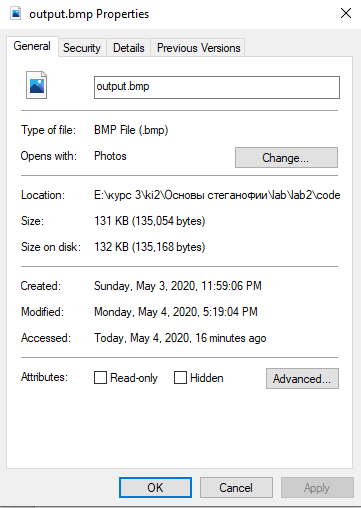 output.bmp Properties
General Security Details Previous Versions
output.bmp
Type of file: BMP File (.bmp)
Opens with: Photos Change...
Location: E:\курс 3\ki2\Основы стеганофии\lab\lab2\code
Size: 131 KB (135,054 bytes)
Size on disk: 132 KB (135,168 bytes)
Created: Sunday, May 3, 2020, 11:59:06 PM
Modified: Monday, May 4, 2020, 5:19:04 PM
Accessed: Today, May 4, 2020, 16 minutes ago
Attributes: Read-only Hidden Advanced...
OK Cancel Apply